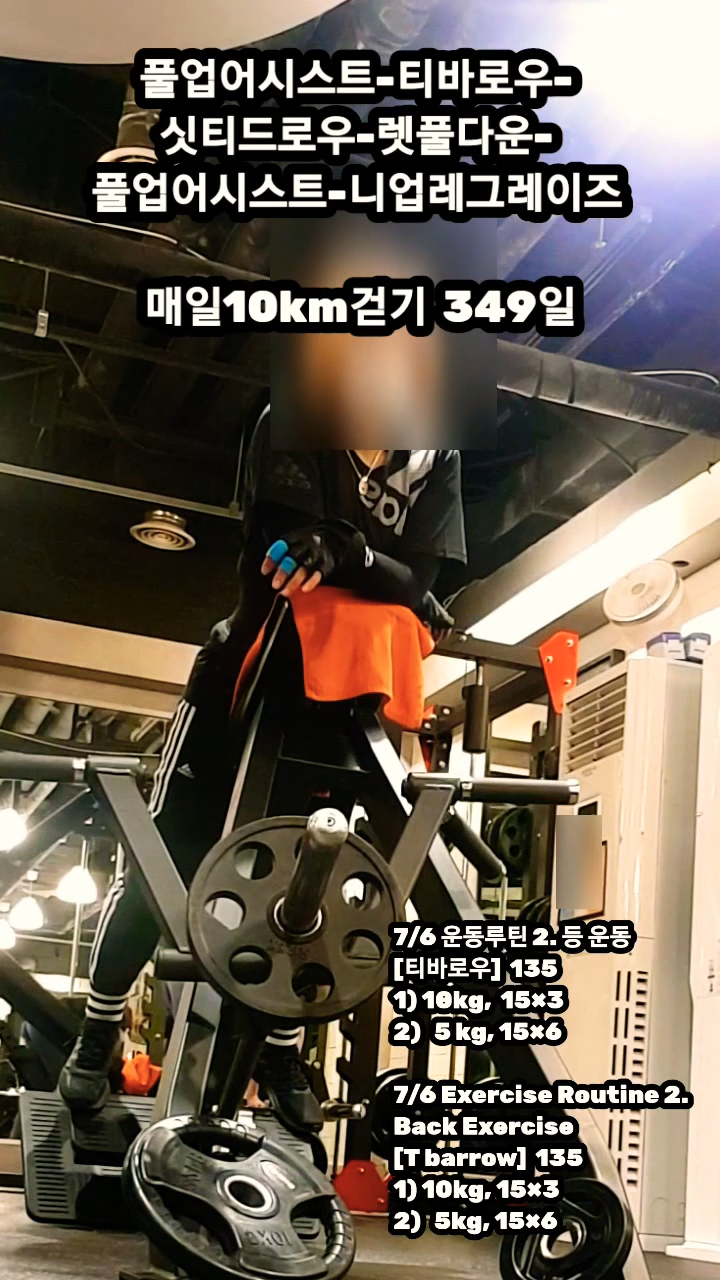 풀업어시스트-티바로우-
싯티드로우-렛풀다운-
풀업어시스트-니업레그레이즈
매일10km걷기 349일
7/6 운동루틴 2. 등 운동
[티바로우] 135
1) 10kg, 15×3
2) 5 kg, 15×6
7/6 Exercise Routine 2.
Back Exercise
[T barrow] 135
1) 10kg, 15×3
2) 5kg, 15×6